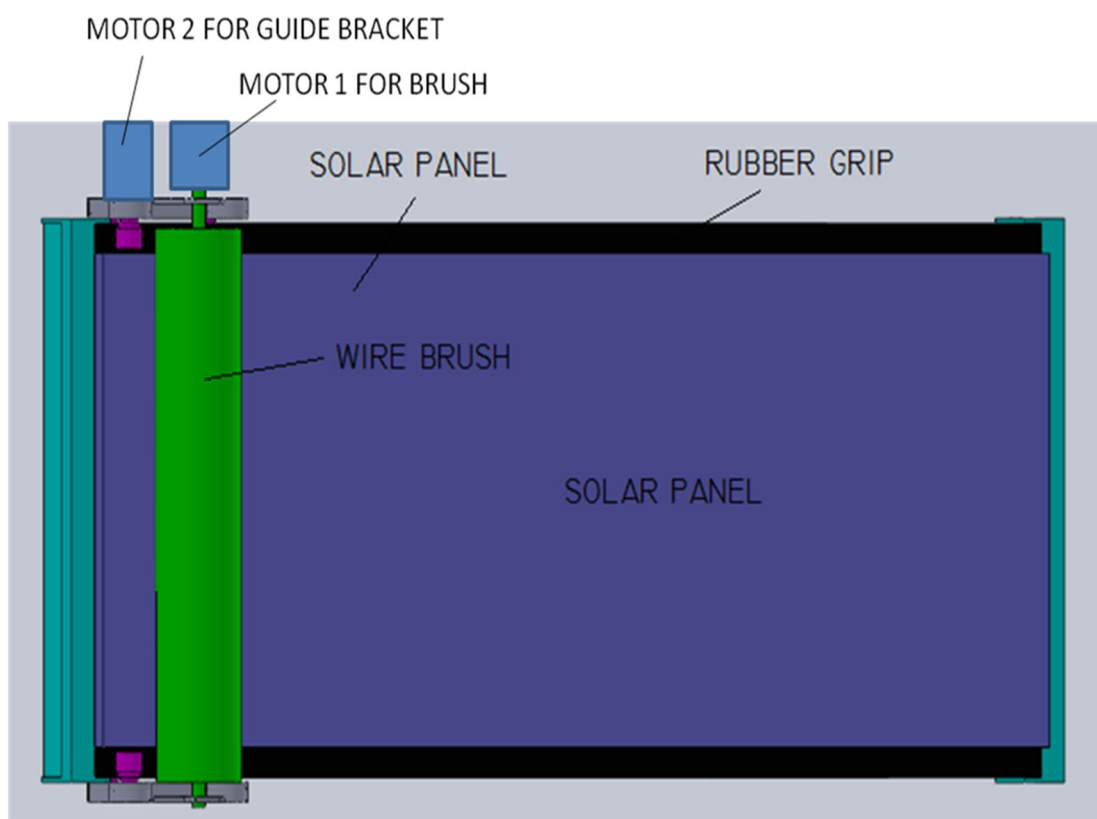 MOTOR 2 FOR GUIDE BRACKET
MOTOR 1 FOR BRUSH
SOLAR PANEL
RUBBER GRIP
WIRE BRUSH
SOLAR PANEL